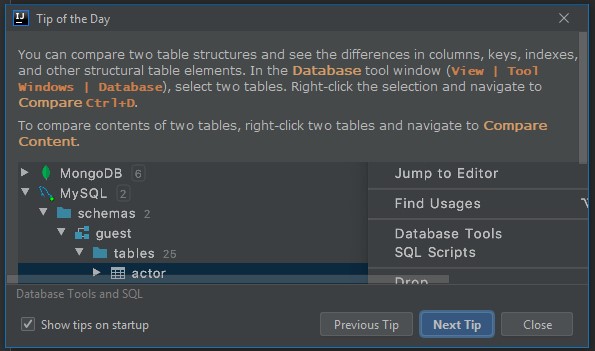 Tip of the Day
You can compare two table structures and see the differences in columns, keys, indexes,
and other structural table elements. In the Database tool window (View | Tool
Windows | Database), select two tables. Right-click the selection and navigate to
Compare Ctrl+D.
To compare contents of two tables, right-click two tables and navigate to Compare
Content.
MongoDB 6
MySQL 2
schemas 2
guest
tables 25
actor
Jump to Editor
Find Usages
Database Tools
SQL Scripts
Drop
Database Tools and SQL
Show tips on startup
Previous Tip
Next Tip
Close